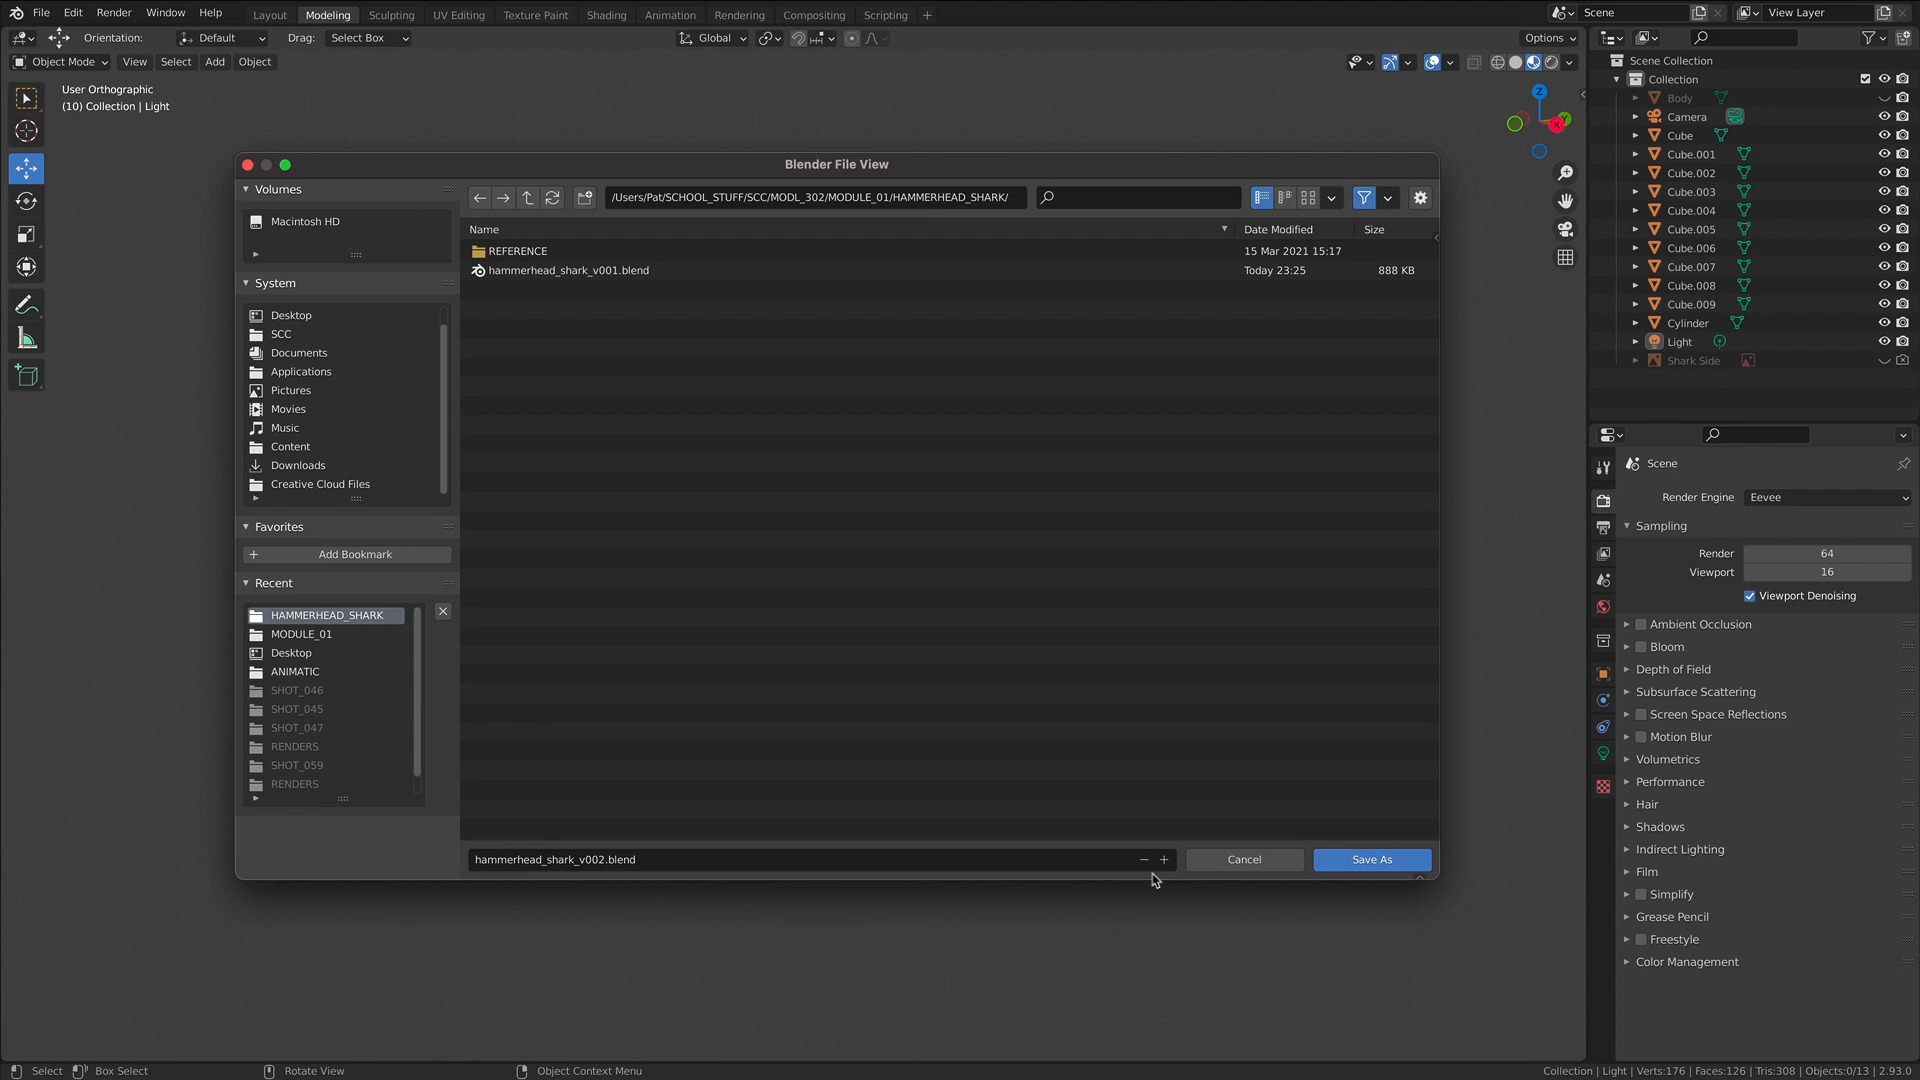 File Edit Render Window Help
Layout Modeling Sculpting UV Editing Texture Paint Shading Animation Rendering Compositing Scripting +
Scene View Layer
Orientation: Default Drag: Select Box Global Options
Object Mode View Select Add Object
User Orthographic
(10) Collection | Light
Z
Y
X
Blender File View
Volumes
Macintosh HD
System
Desktop
SCC
Documents
Applications
Pictures
Movies
Music
Content
Downloads
Creative Cloud Files
Favorites
Add Bookmark
Recent
HAMMERHEAD_SHARK
MODULE_01
Desktop
ANIMATIC
SHOT_046
SHOT_045
SHOT_047
RENDERS
SHOT_059
RENDERS
/Users/Pat/SCHOOL_STUFF/SCC/MODL_302/MODULE_01/HAMMERHEAD_SHARK/
Name Date Modified Size
REFERENCE 15 Mar 2021 15:17
hammerhead_shark_v001.blend Today 23:25 888 KB
hammerhead_shark_v002.blend
Cancel Save As
Scene Collection
Collection
Body
Camera
Cube
Cube.001
Cube.002
Cube.003
Cube.004
Cube.005
Cube.006
Cube.007
Cube.008
Cube.009
Cylinder
Light
Shark Side
Scene
Render Engine Eevee
Sampling
Render 64
Viewport 16
Viewport Denoising
Ambient Occlusion
Bloom
Depth of Field
Subsurface Scattering
Screen Space Reflections
Motion Blur
Volumetrics
Performance
Hair
Shadows
Indirect Lighting
Film
Simplify
Grease Pencil
Freestyle
Color Management
Select Box Select Rotate View Object Context Menu
Collection | Light | Verts:176 | Faces:126 | Tris:308 | Objects:0/13 | 2.93.0